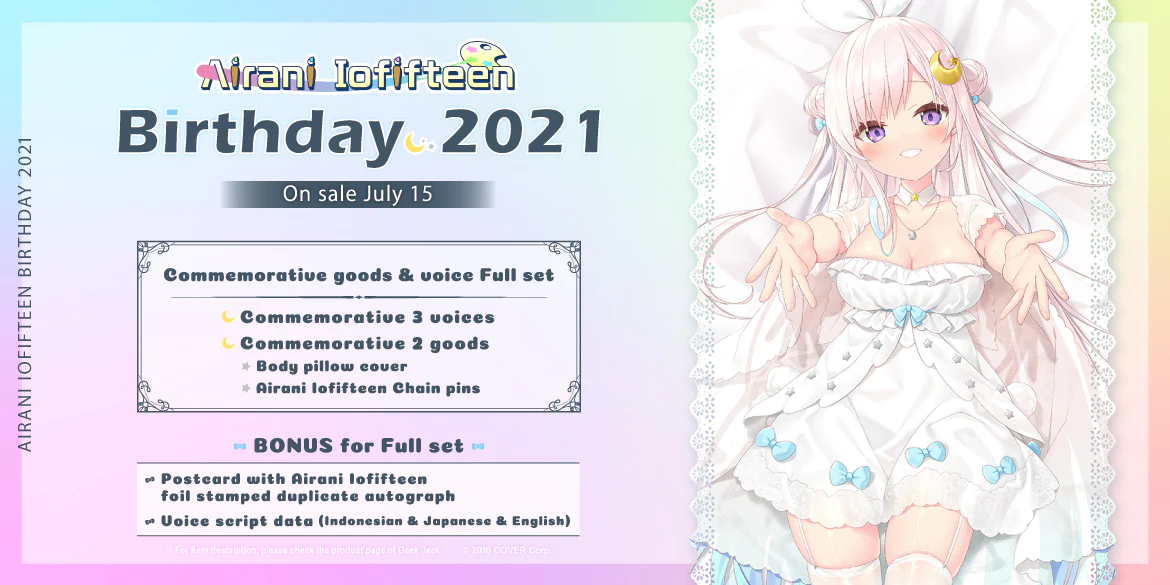 AIRANI IOFIFTEEN BIRTHDAY 2021
Airani Iofifteen
Birthday 2021
On sale July 15
Commemorative goods & voice Full set
Commemorative 3 voices
Commemorative 2 goods
Body pillow cover
Airani Iofifteen Chain pins
BONUS for Full set
Postcard with Airani Iofifteen
foil stamped duplicate autograph
Voice script data (Indonesian & Japanese & English)
※For item description, please check the product page of Geek Jack. © 2016 COVER Corp.